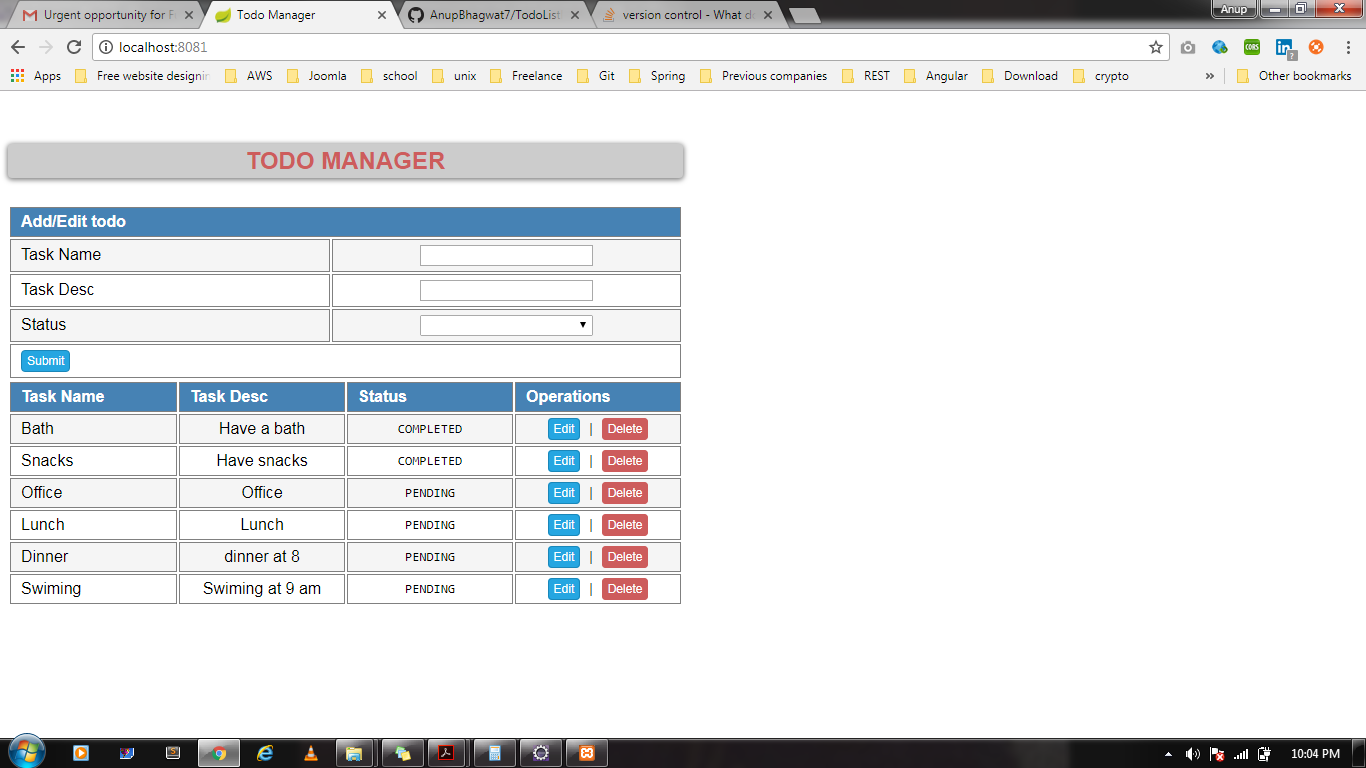 Urgent opportunity for F
Todo Manager
AnupBhagwat7/TodoList
version control - What d
Anup
localhost:8081
CORS
in
?
Apps
Free website designin
AWS
Joomla
school
unix
Freelance
Git
Spring
Previous companies
REST
Angular
Download
crypto
»
Other bookmarks
TODO MANAGER
Add/Edit todo
Task Name
Task Desc
Status
Submit
Task Name Task Desc Status Operations
Bath Have a bath COMPLETED Edit | Delete
Snacks Have snacks COMPLETED Edit | Delete
Office Office PENDING Edit | Delete
Lunch Lunch PENDING Edit | Delete
Dinner dinner at 8 PENDING Edit | Delete
Swiming Swiming at 9 am PENDING Edit | Delete
10:04 PM